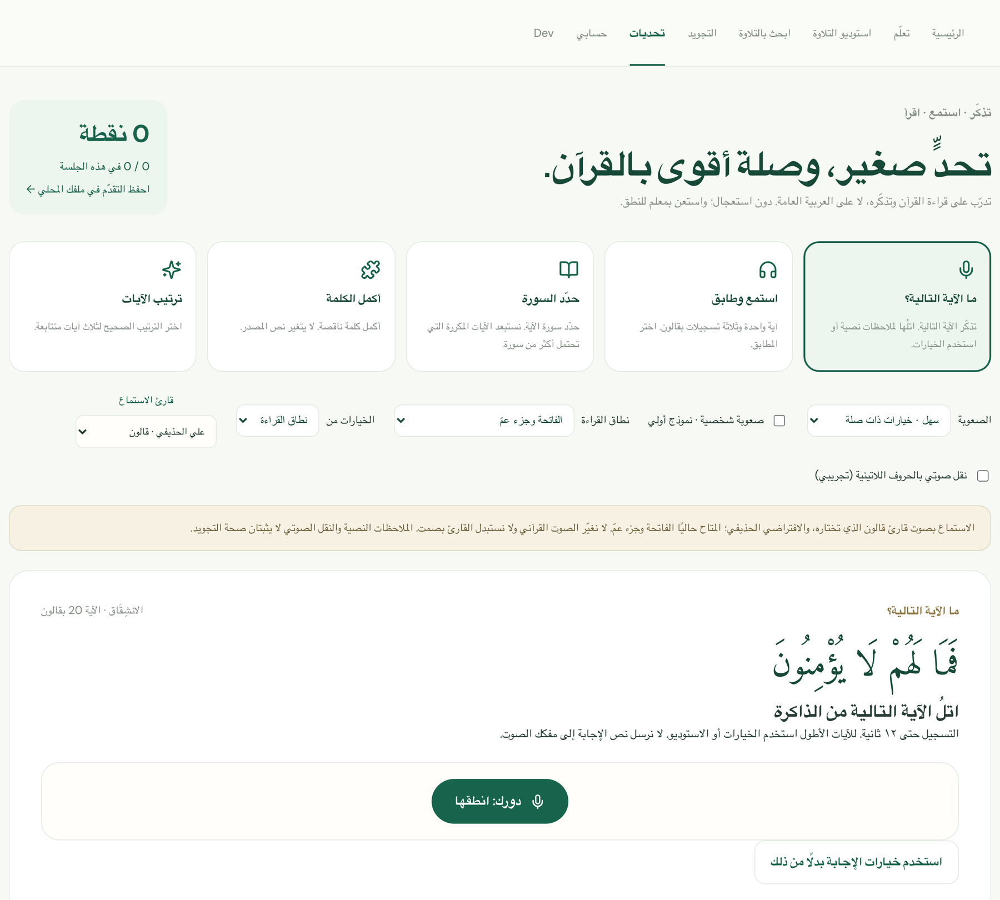 الرئيسية
تعلّم
استوديو التلاوة
ابحث بالتلاوة
التجويد
تحديات
حسابي
Dev
تذكّر · استمع · اقرأ
تحدٍّ صغير، وصلة أقوى بالقرآن.
تدرّب على قراءة القرآن وتذكّره، لا على العربية العامة. دون استعجال؛ واستعن بمعلم للنطق.
0 نقطة
0 / 0 في هذه الجلسة
احفظ التقدّم في ملفك المحلي ←
ما الآية التالية؟
تذكّر الآية التالية. اتلُها لملاحظات نصية أو
استخدم الخيارات.
استمع وطابق
آية واحدة وثلاثة تسجيلات بقالون. اختر
المطابق.
حدّد السورة
حدّد سورة الآية. نستبعد الآيات المكررة التي
تحتمل أكثر من سورة.
أكمل الكلمة
أكمل كلمة ناقصة. لا يتغير نص المصدر.
ترتيب الآيات
اختر الترتيب الصحيح لثلاث آيات متتابعة.
الصعوبة
سهل · خيارات ذات صلة
صعوبة شخصية · نموذج أولي
نطاق القراءة
الفاتحة وجزء عمّ
الخيارات من
نطاق القراءة
قارئ الاستماع
علي الحذيفي · قالون
نقل صوتي بالحروف اللاتينية (تجريبي)
الاستماع بصوت قارئ قالون الذي تختاره، والافتراضي الحذيفي؛ المتاح حاليًا الفاتحة وجزء عمّ. لا نغيّر الصوت القرآني ولا نستبدل القارئ بصمت. الملاحظات النصية والنقل الصوتي لا يثبتان صحة التجويد.
ما الآية التالية؟
الانشِقَاق · الآية 20 بقالون
فَمَا لَهُمْ لَا يُؤْمِنُونَ
اتلُ الآية التالية من الذاكرة
التسجيل حتى ١٢ ثانية. للآيات الأطول استخدم الخيارات أو الاستوديو. لا نرسل نص الإجابة إلى مفكك الصوت.
دورك: انطقها
استخدم خيارات الإجابة بدلًا من ذلك